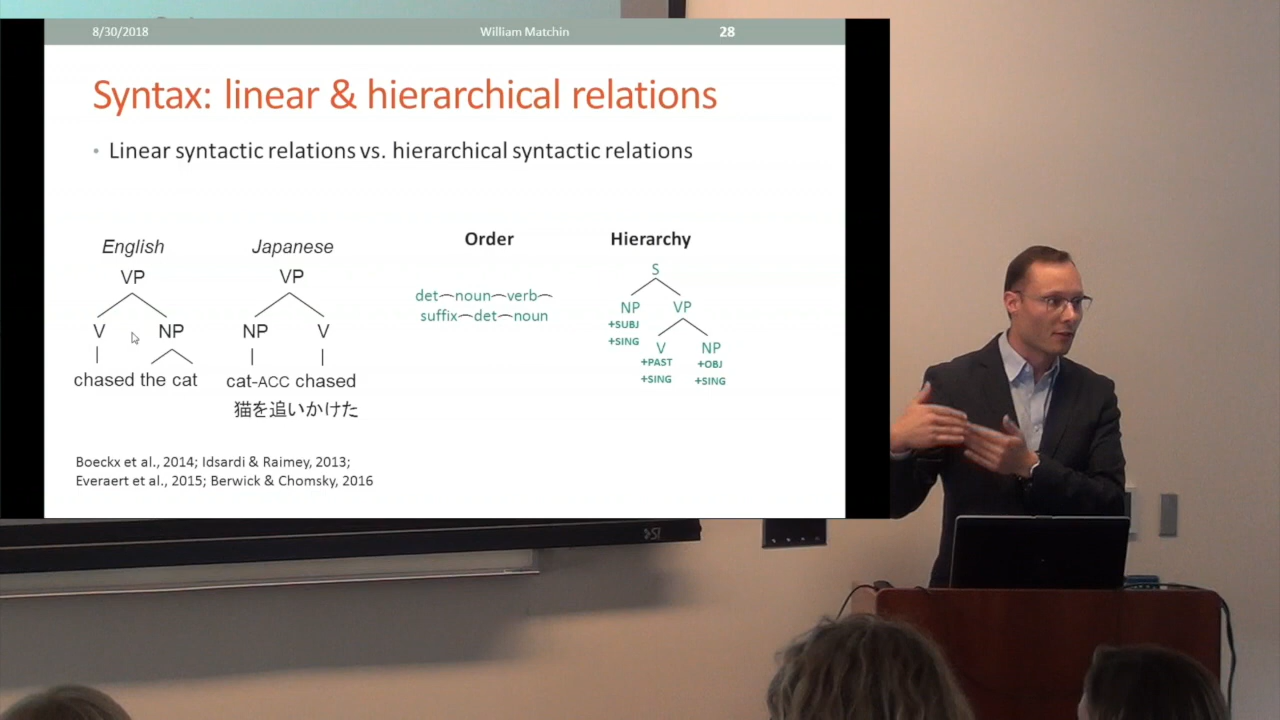 8/30/2018 William Matchin 28
Syntax: linear & hierarchical relations
• Linear syntactic relations vs. hierarchical syntactic relations
English
VP
V NP
chased the cat
Japanese
VP
NP V
cat-ACC chased
猫を追いかけた
Order
det noun verb
suffix det noun
Hierarchy
S
NP VP
+SUBJ
+SING
V NP
+PAST +OBJ
+SING +SING
Boeckx et al., 2014; Idsardi & Raimey, 2013;
Everaert et al., 2015; Berwick & Chomsky, 2016